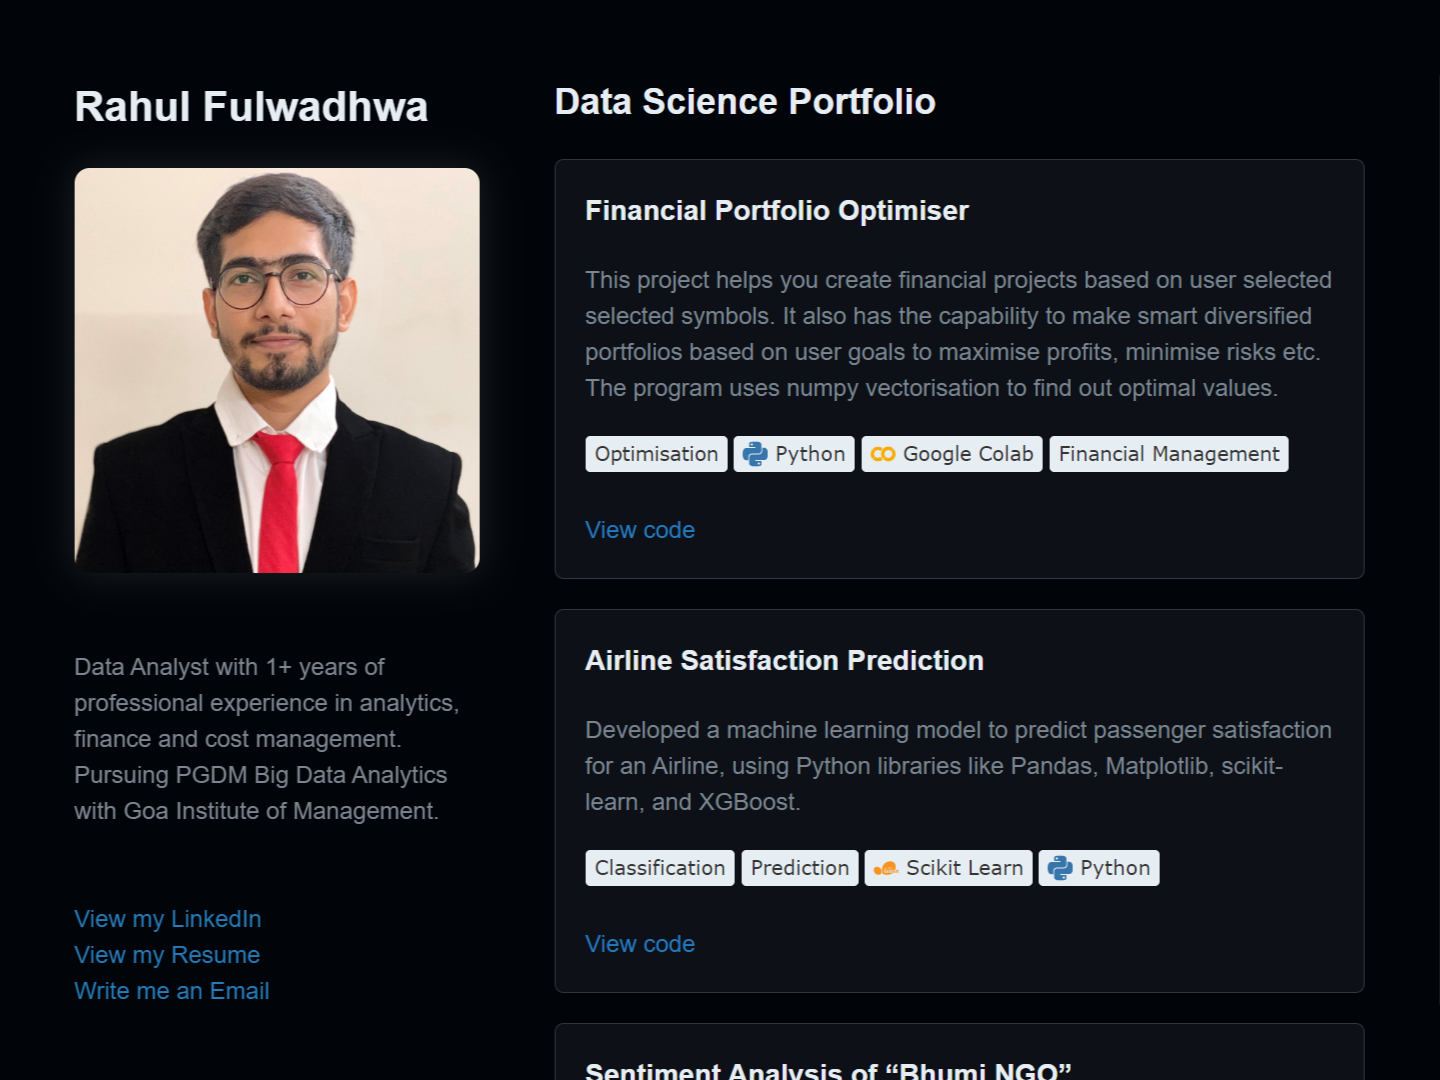 Rahul Fulwadhwa
Data Analyst with 1+ years of
professional experience in analytics,
finance and cost management.
Pursuing PGDM Big Data Analytics
with Goa Institute of Management.
View my LinkedIn
View my Resume
Write me an Email
Data Science Portfolio
Financial Portfolio Optimiser
This project helps you create financial projects based on user selected
selected symbols. It also has the capability to make smart diversified
portfolios based on user goals to maximise profits, minimise risks etc.
The program uses numpy vectorisation to find out optimal values.
Optimisation Python Google Colab Financial Management
View code
Airline Satisfaction Prediction
Developed a machine learning model to predict passenger satisfaction
for an Airline, using Python libraries like Pandas, Matplotlib, scikit-
learn, and XGBoost.
Classification Prediction Scikit Learn Python
View code
Sentiment Analysis of “Bhumi NGO”